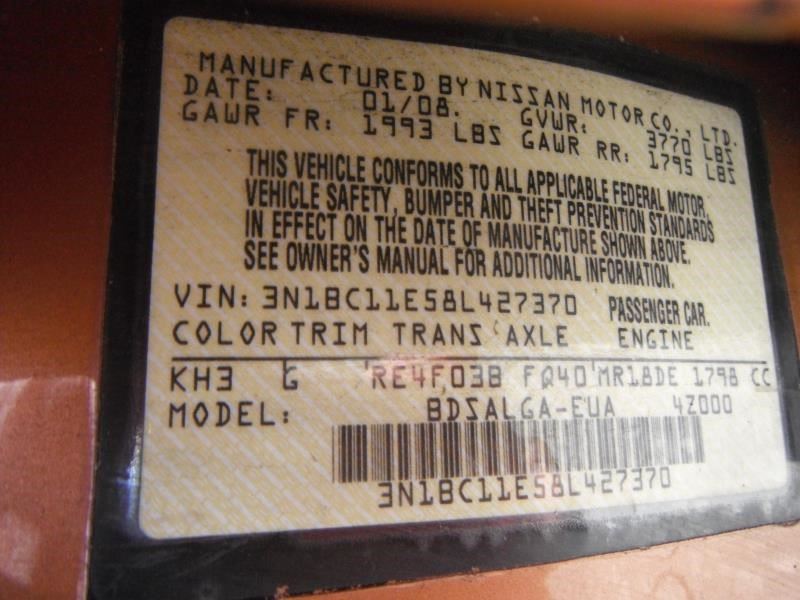 MANUFACTURED BY NISSAN MOTOR CO., LTD.
DATE: 01/08. GVWR: 3770 LBS
GAWR FR: 1993 LBS GAWR RR: 1795 LBS
THIS VEHICLE CONFORMS TO ALL APPLICABLE FEDERAL MOTOR
VEHICLE SAFETY, BUMPER AND THEFT PREVENTION STANDARDS
IN EFFECT ON THE DATE OF MANUFACTURE SHOWN ABOVE.
SEE OWNER'S MANUAL FOR ADDITIONAL INFORMATION.
VIN: 3N1BC11E58L427370 PASSENGER CAR.
COLOR TRIM TRANS AXLE ENGINE
KH3 G RE4F03B FQ40 MR18DE 1798 CC
MODEL: BDSALGA-EUA 4Z000
3N1BC11E58L427370